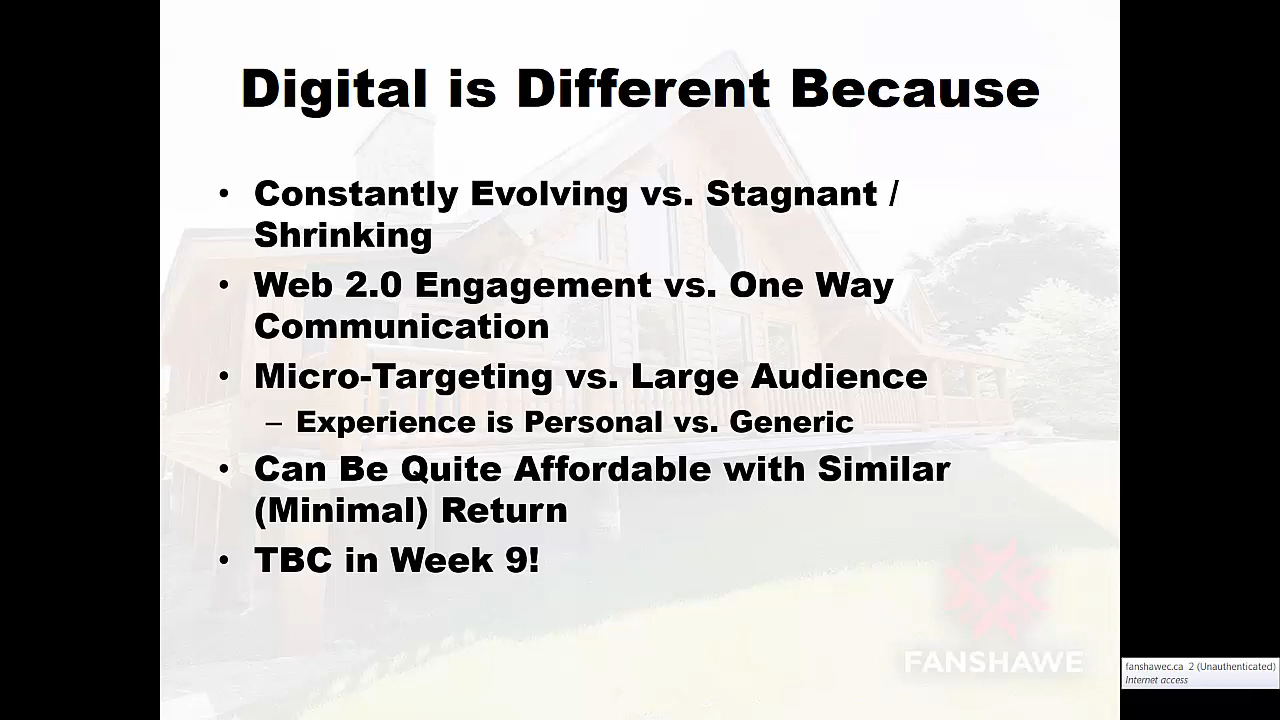 Digital is Different Because
• Constantly Evolving vs. Stagnant /
Shrinking
• Web 2.0 Engagement vs. One Way
Communication
• Micro-Targeting vs. Large Audience
– Experience is Personal vs. Generic
• Can Be Quite Affordable with Similar
(Minimal) Return
• TBC in Week 9!
FANSHAWE
fanshawec.ca 2 (Unauthenticated)
Internet access